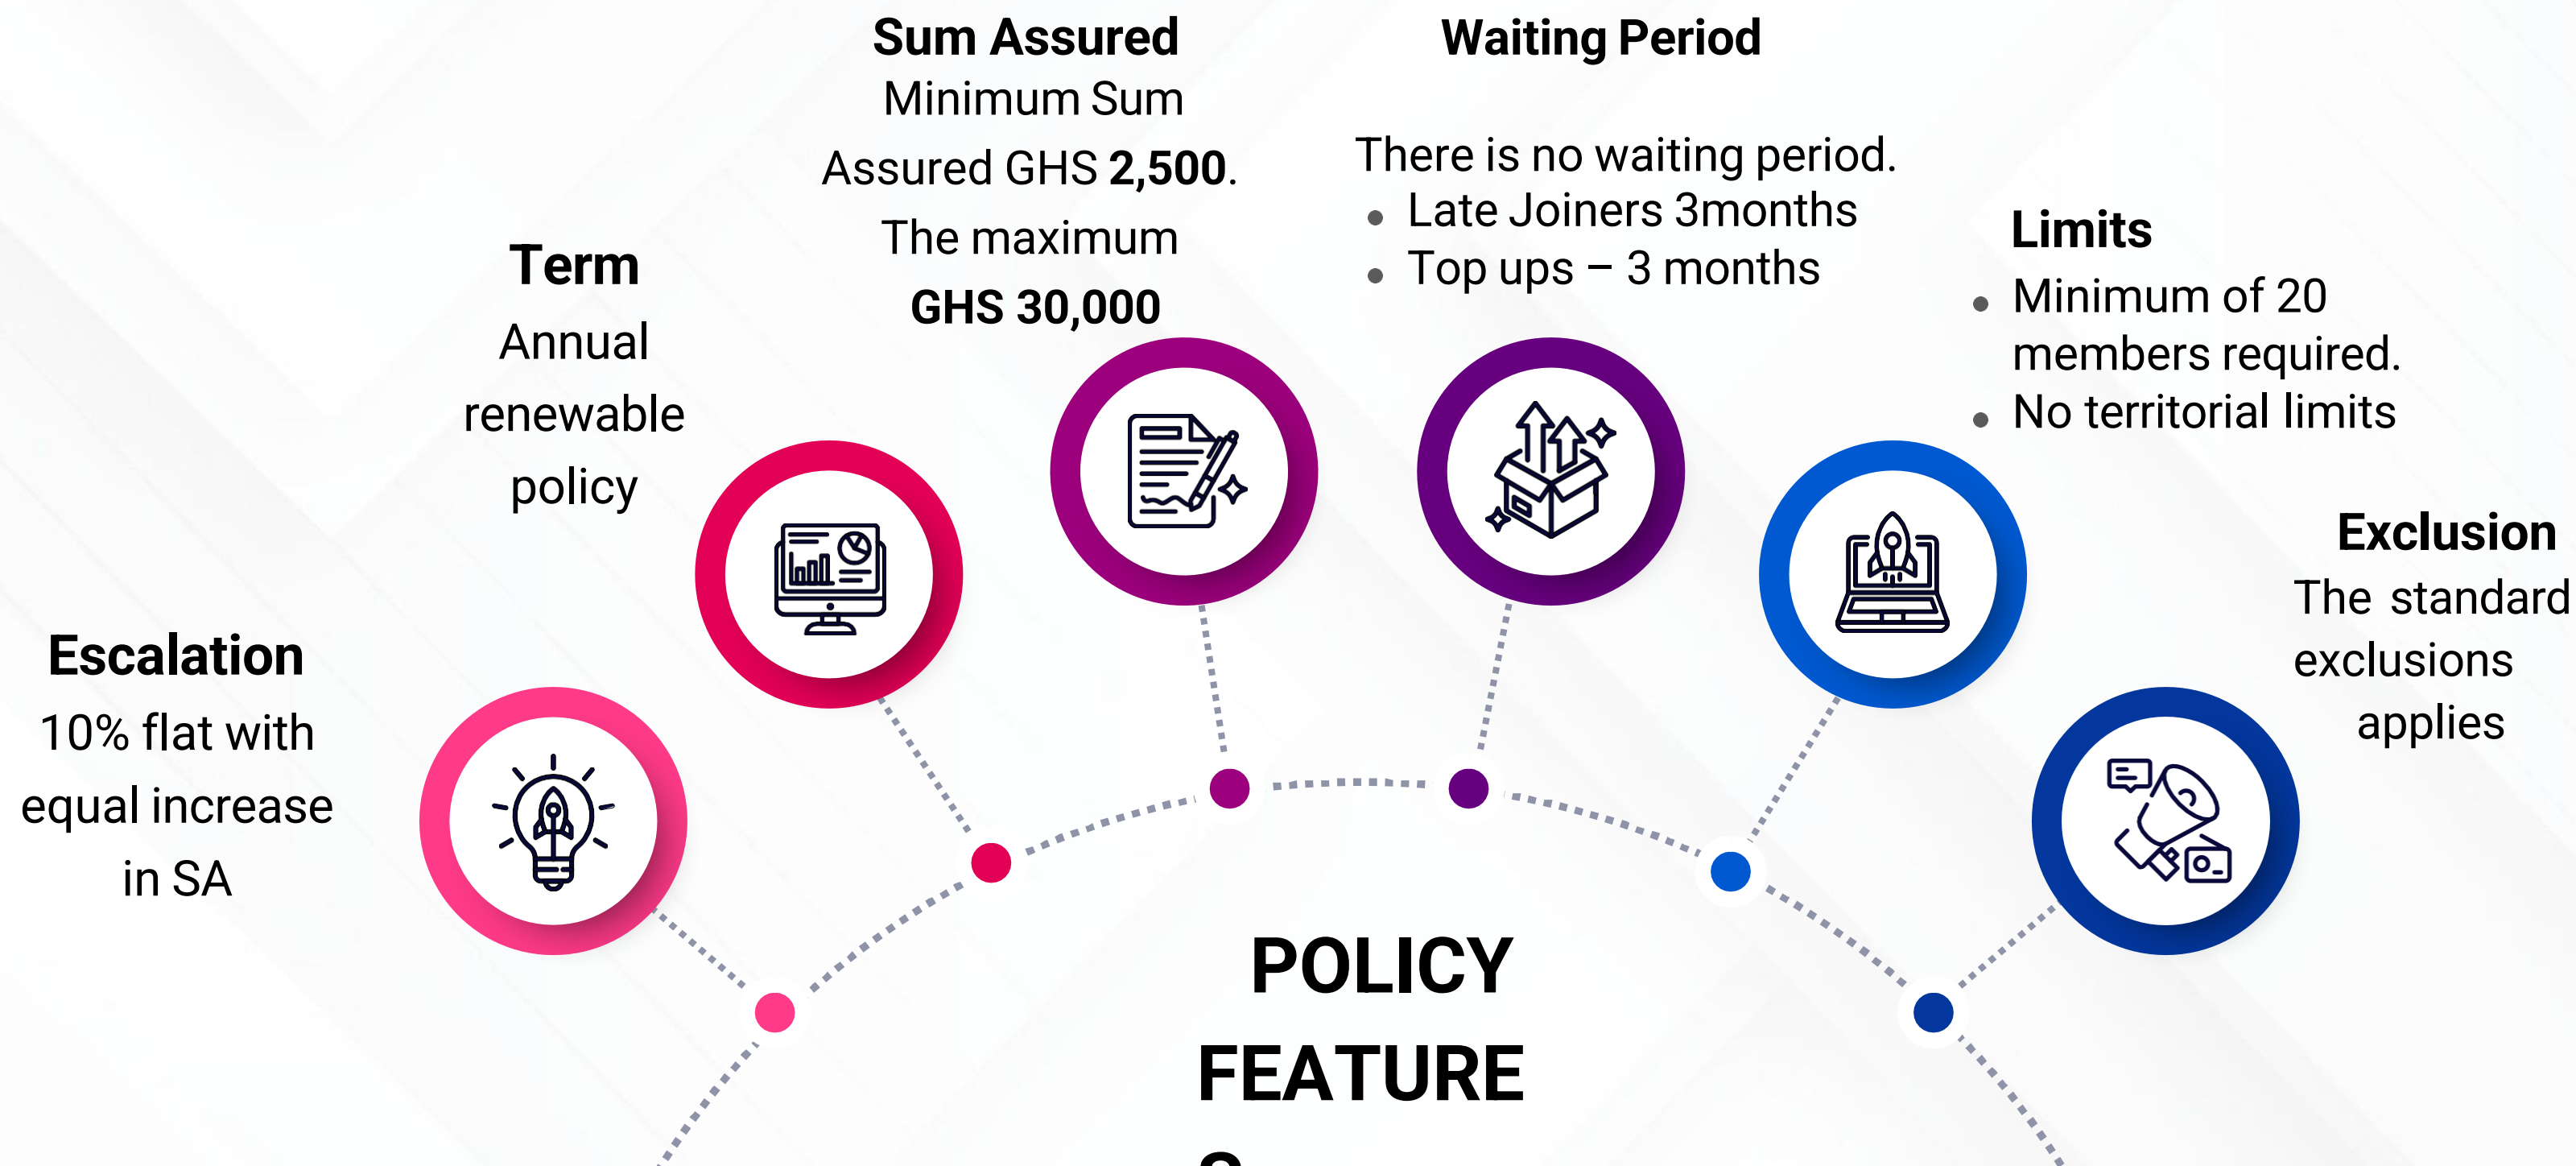 Sum Assured
Minimum Sum
Assured GHS 2,500.
The maximum
GHS 30,000
Waiting Period
There is no waiting period.
• Late Joiners 3months
• Top ups – 3 months
Term
Annual
renewable
policy
Limits
• Minimum of 20
members required.
• No territorial limits
Exclusion
The standard
exclusions
applies
Escalation
10% flat with
equal increase
in SA
POLICY
FEATURE
S